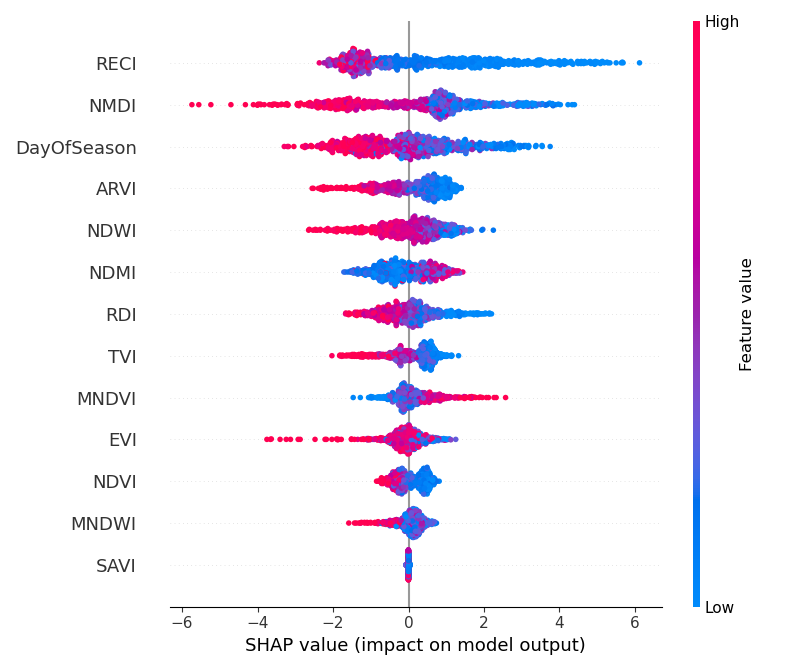 High
RECI
NMDI
DayOfSeason
ARVI
NDWI
NDMI
RDI
TVI
MNDVI
EVI
NDVI
MNDWI
SAVI
Feature value
Low
−6 −4 −2 0 2 4 6
SHAP value (impact on model output)